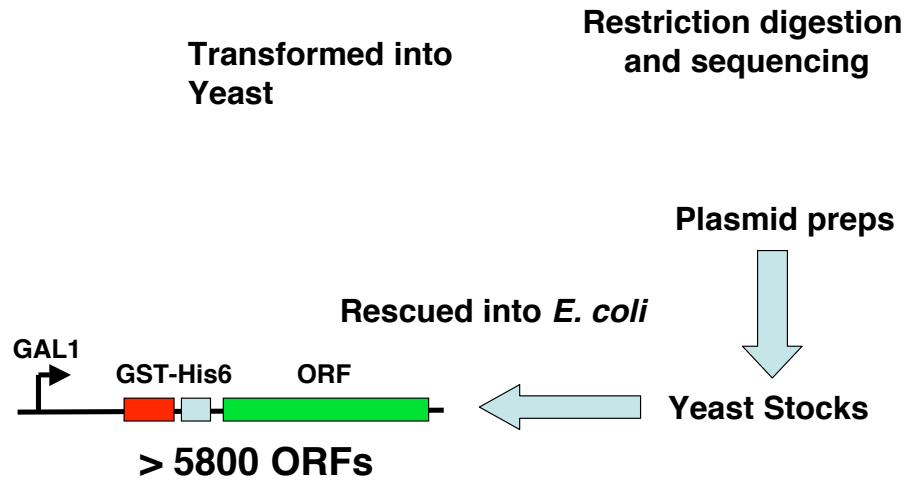 Restriction digestion
and sequencing
Transformed into
Yeast
Plasmid preps
Rescued into E. coli
GAL1
GST-His6
ORF
Yeast Stocks
> 5800 ORFs